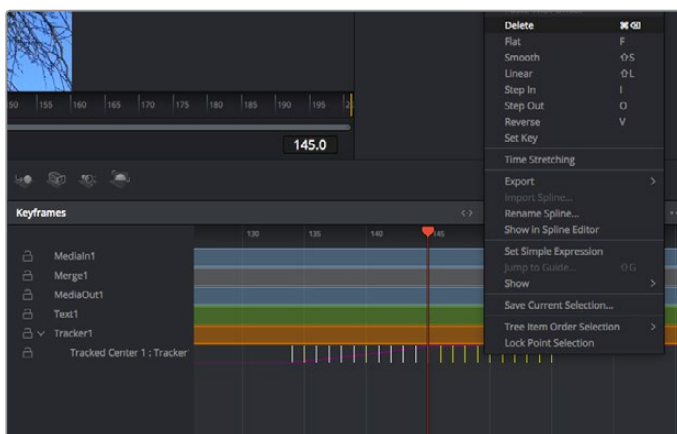 Delete ⌘⌫
Flat F
Smooth ⇧S
Linear ⇧L
Step In I
Step Out O
Reverse V
Set Key
Time Stretching
Export
Import Spline...
Rename Spline...
Show in Spline Editor
Set Simple Expression
Jump to Guide... ⇧G
Show
Save Current Selection...
Tree Item Order Selection
Lock Point Selection
50 155 160 165 170 175 180 185 190 195
145.0
Keyframes
130 135 140 145
MediaIn1
Merge1
MediaOut1
Text1
Tracker1
Tracked Center 1 : Tracker